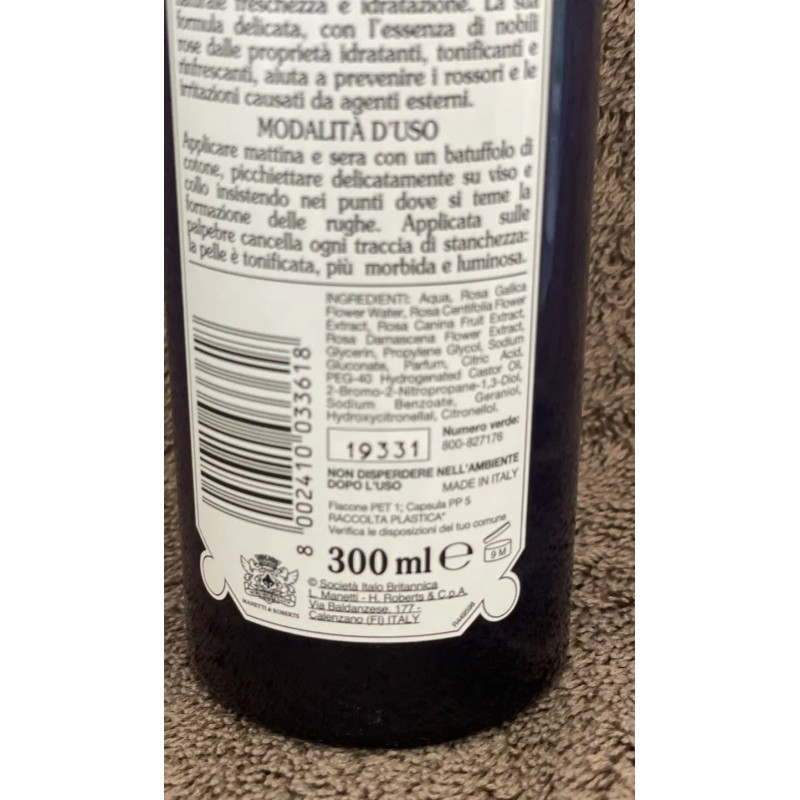 naturale freschezza e idratazione. La sua
formula delicata, con l'essenza di nobili
rose dalle proprietà idratanti, tonificanti e
rinfrescanti, aiuta a prevenire i rossori e le
irritazioni causati da agenti esterni.
MODALITÀ D'USO
Applicare mattina e sera con un batuffolo di
cotone, picchiettare delicatamente su viso e
collo insistendo nei punti dove si teme la
formazione delle rughe. Applicata sulle
palpebre cancella ogni traccia di stanchezza:
la pelle è tonificata, più morbida e luminosa.
INGREDIENTI: Aqua, Rosa Gallica
Flower Water, Rosa Centifolia Flower
Extract, Rosa Canina Fruit Extract,
Rosa Damascena Flower Extract,
Glycerin, Propylene Glycol, Sodium
Gluconate, Parfum, Citric Acid,
PEG-40 Hydrogenated Castor Oil,
2-Bromo-2-Nitropropane-1,3-Diol,
Sodium Benzoate, Geraniol,
Hydroxycitronellal, Citronellol.
Numero verde:
800-827176
19331
NON DISPERDERE NELL'AMBIENTE
DOPO L'USO
MADE IN ITALY
Flacone PET 1; Capsula PP 5
RACCOLTA PLASTICA*
Verifica le disposizioni del tuo comune
8 002410 033618
300 ml e
9 M
MANETTI & ROBERTS
© Società Italo Britannica
L. Manetti - H. Roberts & C.p.A.
Via Baldanzese, 177 -
Calenzano (FI) ITALY